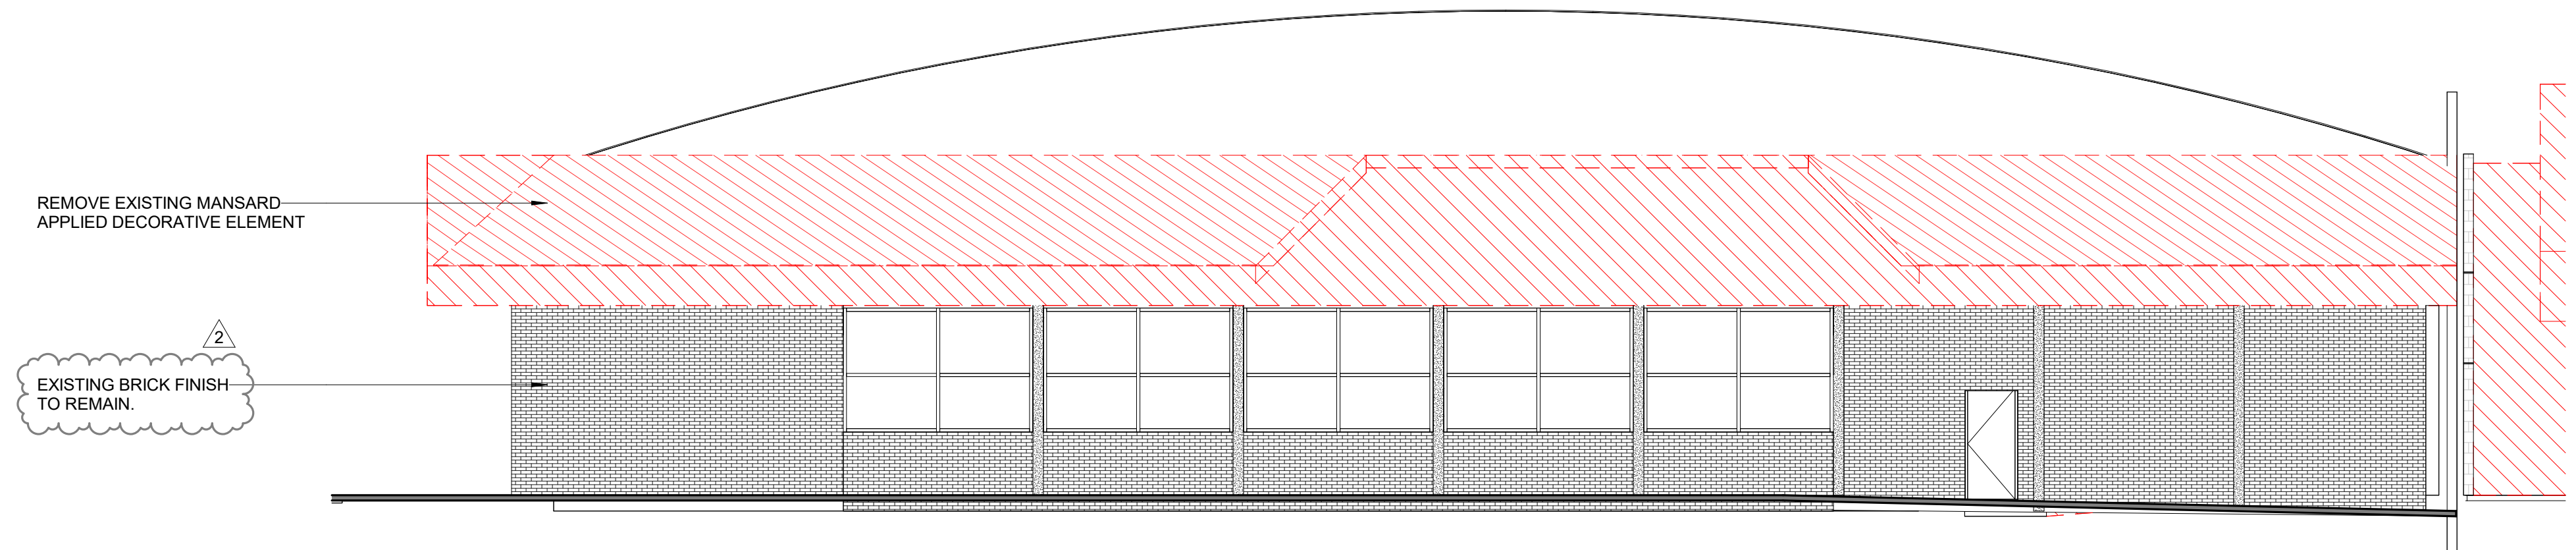 REMOVE EXISTING MANSARD
APPLIED DECORATIVE ELEMENT
2
EXISTING BRICK FINISH
TO REMAIN.